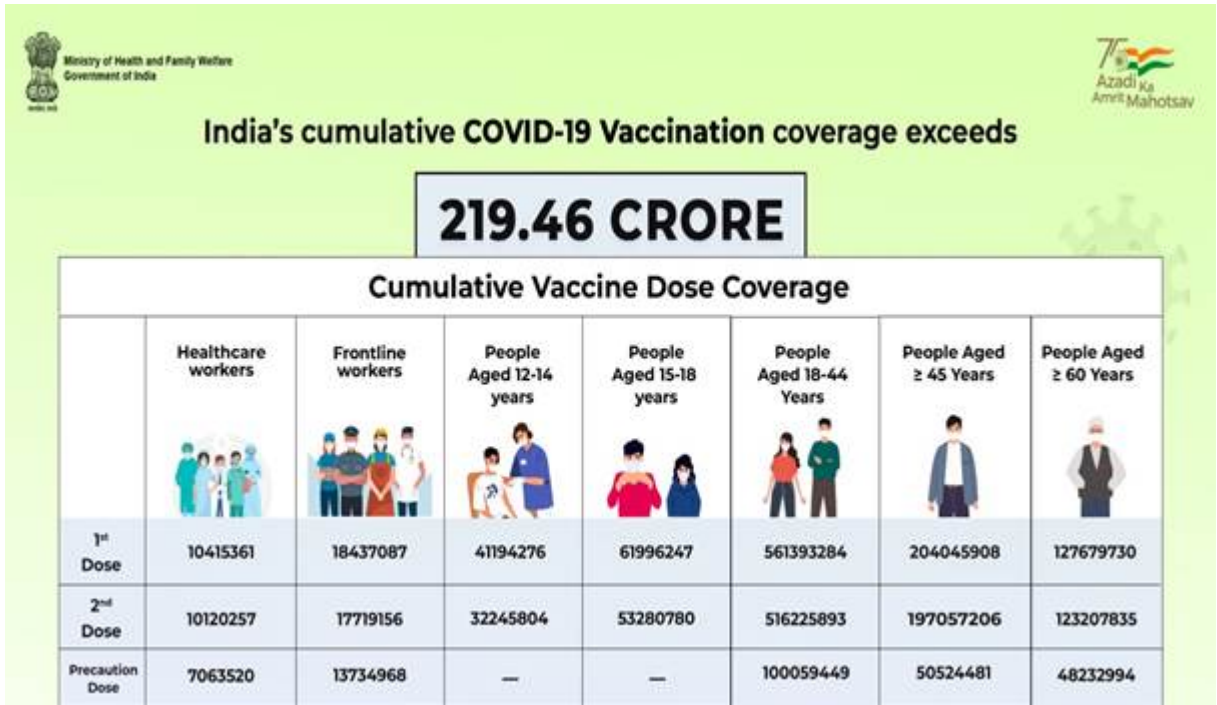 Ministry of Health and Family Welfare
Government of India
75
Azadi Ka
Amrit Mahotsav
India's cumulative COVID-19 Vaccination coverage exceeds
219.46 CRORE
Cumulative Vaccine Dose Coverage
Healthcare workers
Frontline workers
People Aged 12-14 years
People Aged 15-18 years
People Aged 18-44 Years
People Aged ≥ 45 Years
People Aged ≥ 60 Years
1st Dose 10415361 18437087 41194276 61996247 561393284 204045908 127679730
2nd Dose 10120257 17719156 32245804 53280780 516225893 197057206 123207835
Precaution Dose 7063520 13734968 — — 100059449 50524481 48232994